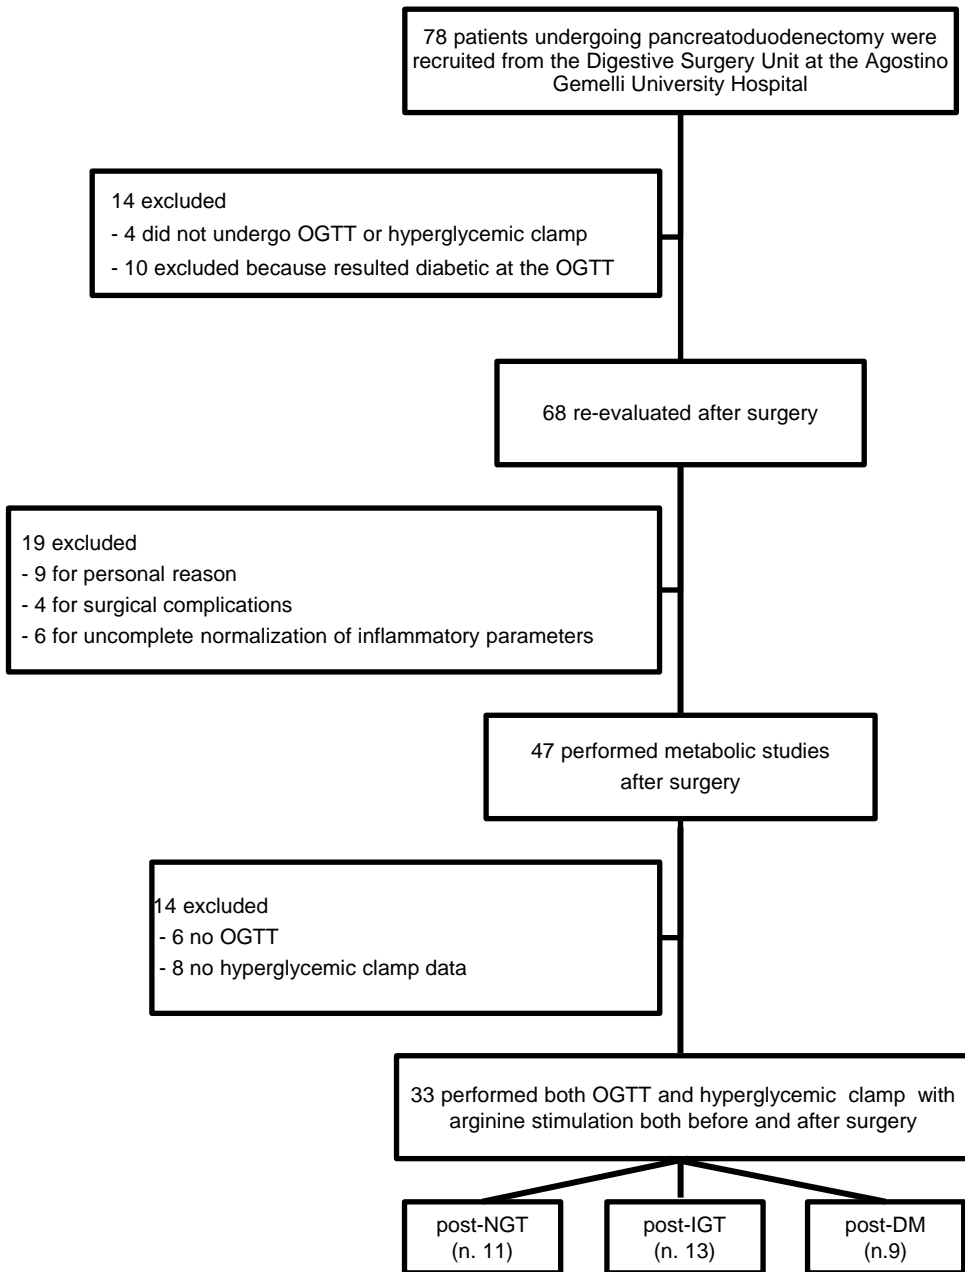 78 patients undergoing pancreatoduodenectomy were
recruited from the Digestive Surgery Unit at the Agostino
Gemelli University Hospital
14 excluded
- 4 did not undergo OGTT or hyperglycemic clamp
- 10 excluded because resulted diabetic at the OGTT
68 re-evaluated after surgery
19 excluded
- 9 for personal reason
- 4 for surgical complications
- 6 for uncomplete normalization of inflammatory parameters
47 performed metabolic studies
after surgery
14 excluded
- 6 no OGTT
- 8 no hyperglycemic clamp data
33 performed both OGTT and hyperglycemic clamp with
arginine stimulation both before and after surgery
post-NGT
(n. 11)
post-IGT
(n. 13)
post-DM
(n.9)